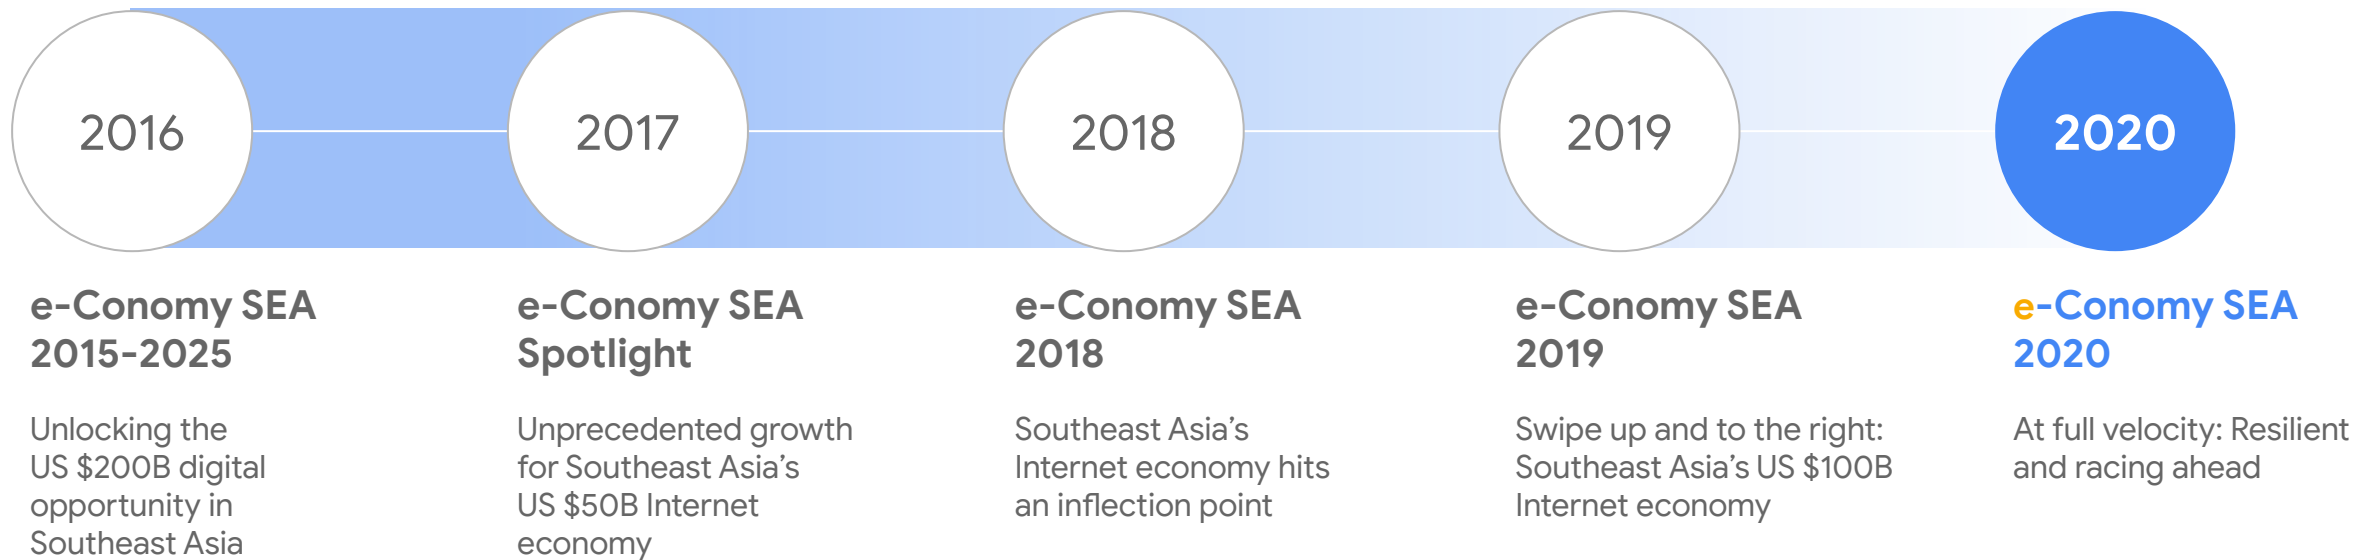 2016
2017
2018
2019
2020
e-Conomy SEA
2015-2025
Unlocking the
US $200B digital
opportunity in
Southeast Asia
e-Conomy SEA
Spotlight
Unprecedented growth
for Southeast Asia’s
US $50B Internet
economy
e-Conomy SEA
2018
Southeast Asia’s
Internet economy hits
an inflection point
e-Conomy SEA
2019
Swipe up and to the right:
Southeast Asia’s US $100B
Internet economy
e-Conomy SEA
2020
At full velocity: Resilient
and racing ahead